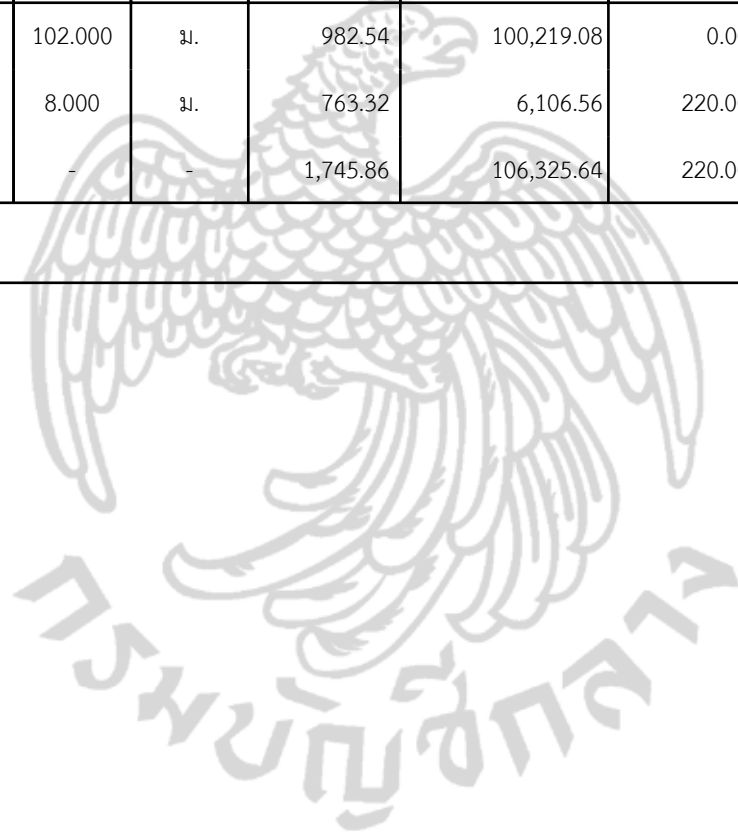 102.000 ม. 982.54 100,219.08 0.0
8.000 ม. 763.32 6,106.56 220.0
- - 1,745.86 106,325.64 220.0
กรมบัญชีกลาง